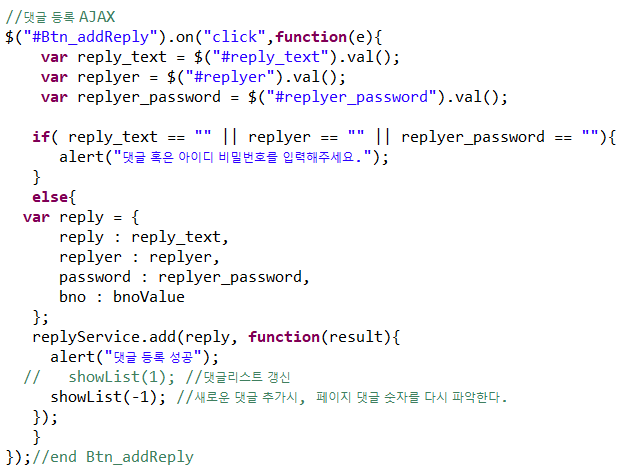 //댓글 등록 AJAX
$("#Btn_addReply").on("click",function(e){
var reply_text = $("#reply_text").val();
var replyer = $("#replyer").val();
var replyer_password = $("#replyer_password").val();
if( reply_text == "" || replyer == "" || replyer_password == ""){
alert("댓글 혹은 아이디 비밀번호를 입력해주세요.");
}
else{
var reply = {
reply : reply_text,
replyer : replyer,
password : replyer_password,
bno : bnoValue
};
replyService.add(reply, function(result){
alert("댓글 등록 성공");
// showList(1); //댓글리스트 갱신
showList(-1); //새로운 댓글 추가시, 페이지 댓글 숫자를 다시 파악한다.
});
}
});//end Btn_addReply